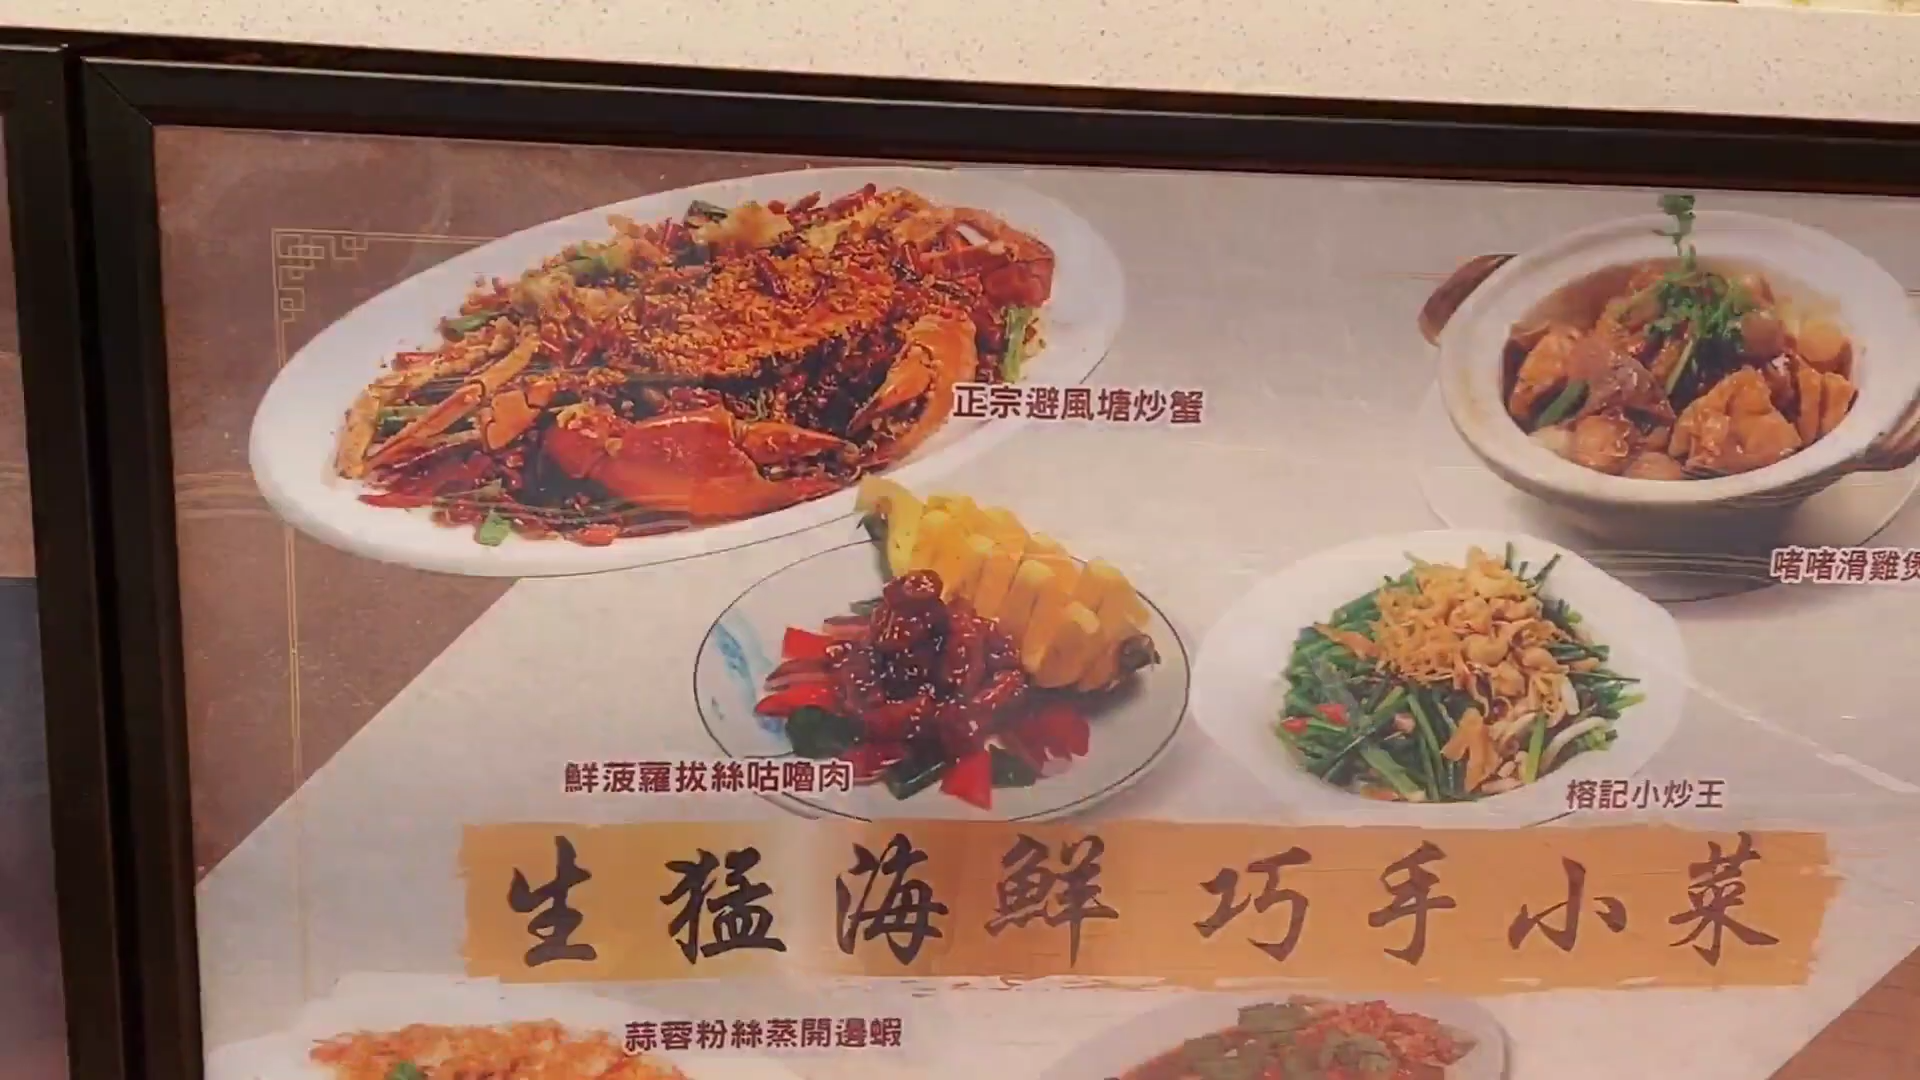 正宗避風塘炒蟹
啫啫滑雞煲
鮮菠蘿拔絲咕嚕肉
榕記小炒王
生猛海鮮 巧手小菜
蒜蓉粉絲蒸開邊蝦